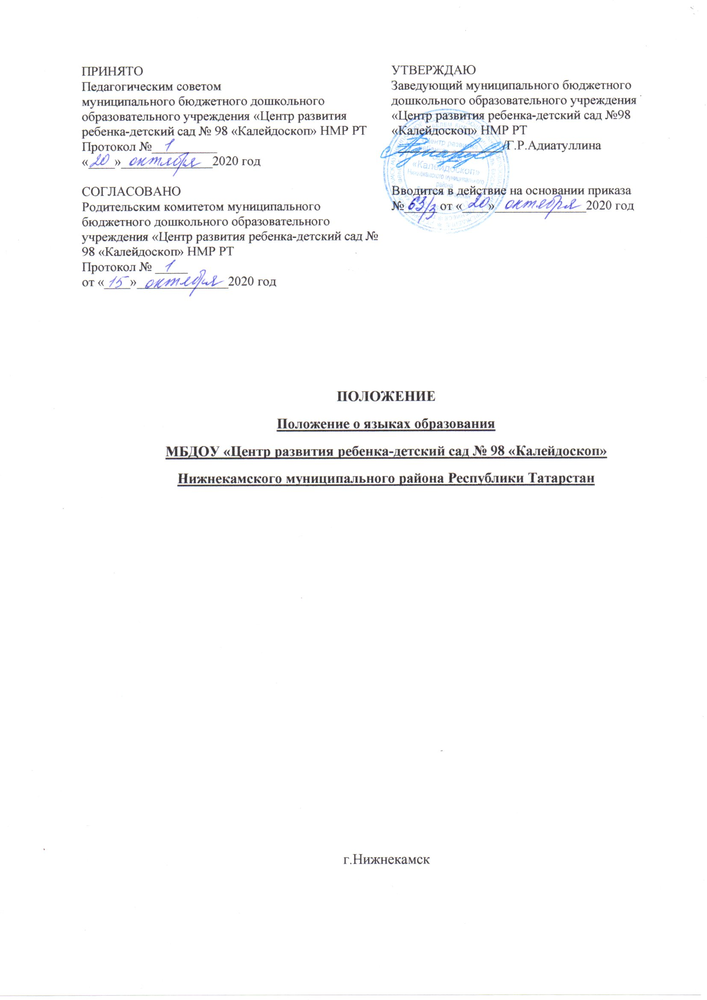 ПРИНЯТО
Педагогическим советом
муниципального бюджетного дошкольного
образовательного учреждения «Центр развития
ребенка-детский сад № 98 «Калейдоскоп» НМР РТ
Протокол № 1
«20» октября 2020 год
СОГЛАСОВАНО
Родительским комитетом муниципального
бюджетного дошкольного образовательного
учреждения «Центр развития ребенка-детский сад №
98 «Калейдоскоп» НМР РТ
Протокол № 1
от «15» октября 2020 год
УТВЕРЖДАЮ
Заведующий муниципального бюджетного
дошкольного образовательного учреждения
«Центр развития ребенка-детский сад №98
«Калейдоскоп» НМР РТ
/Г.Р.Адиатуллина
«Центр развития
«Калейдоскоп»
Нижнекамского муниципального
района
Вводится в действие на основании приказа
№ 63/3 от «20» октября 2020 год
ПОЛОЖЕНИЕ
Положение о языках образования
МБДОУ «Центр развития ребенка-детский сад № 98 «Калейдоскоп»
Нижнекамского муниципального района Республики Татарстан
г.Нижнекамск